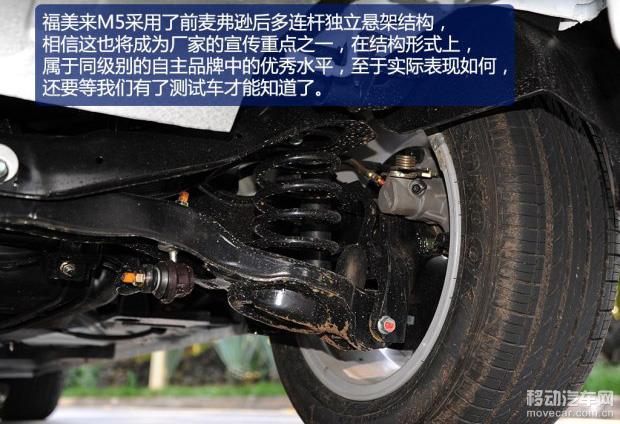 福美来M5采用了前麦弗逊后多连杆独立悬架结构，
相信这也将成为厂家的宣传重点之一，在结构形式上，
属于同级别的自主品牌中的优秀水平，至于实际表现如何，
还要等我们有了测试车才能知道了。
移动汽车网
movecar.com